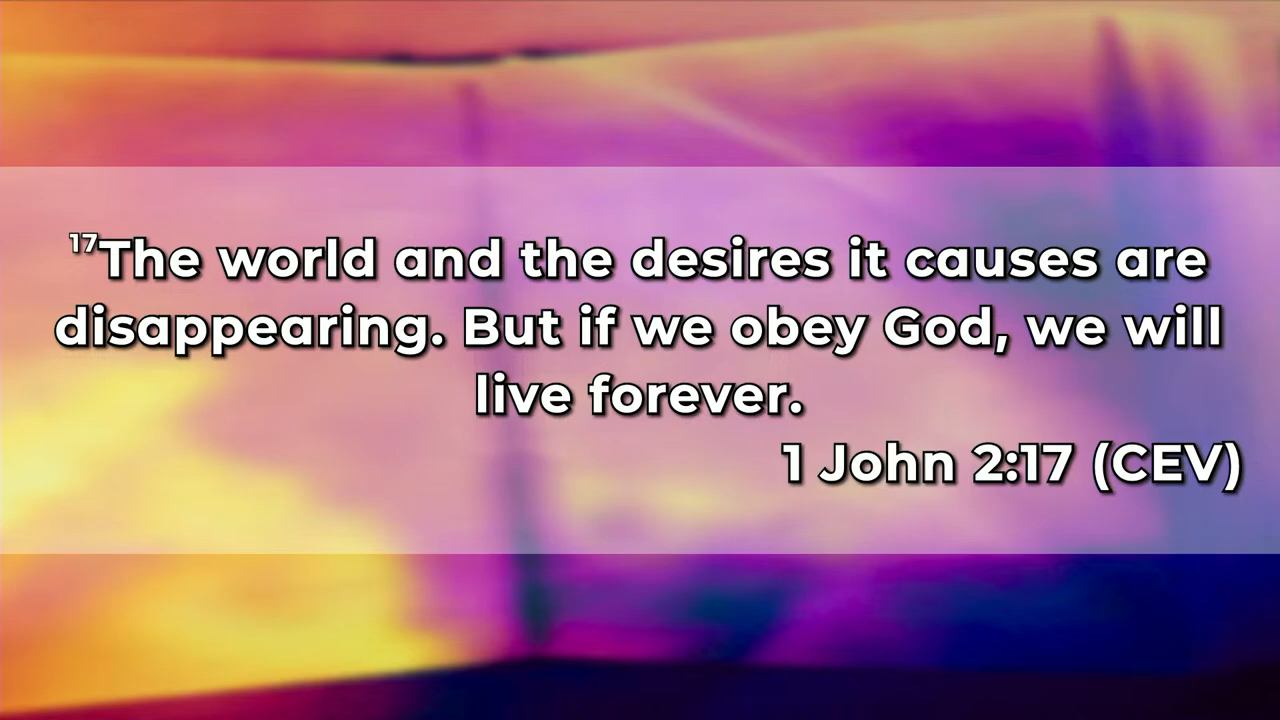 17The world and the desires it causes are
disappearing. But if we obey God, we will
live forever.
1 John 2:17 (CEV)